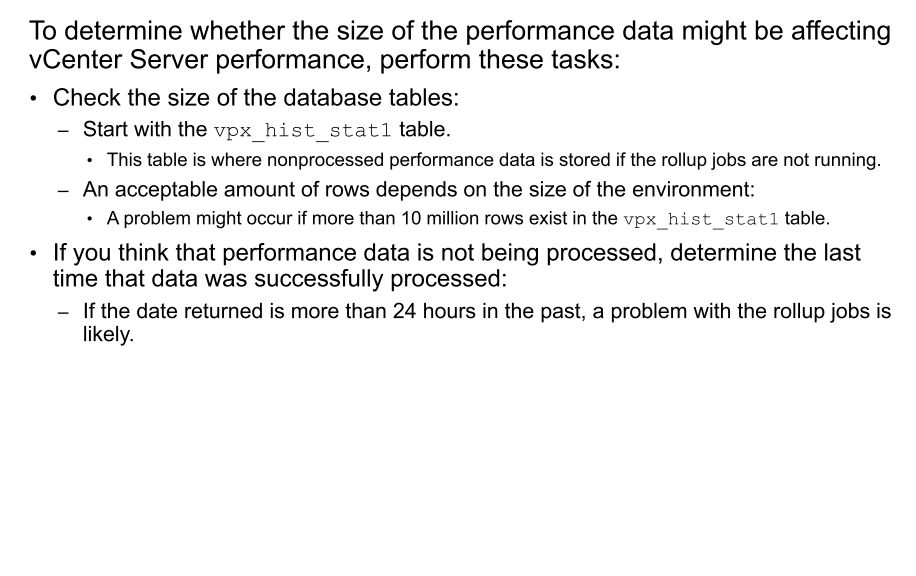 To determine whether the size of the performance data might be affecting
vCenter Server performance, perform these tasks:
• Check the size of the database tables:
– Start with the vpx_hist_stat1 table.
• This table is where nonprocessed performance data is stored if the rollup jobs are not running.
– An acceptable amount of rows depends on the size of the environment:
• A problem might occur if more than 10 million rows exist in the vpx_hist_stat1 table.
• If you think that performance data is not being processed, determine the last
time that data was successfully processed:
– If the date returned is more than 24 hours in the past, a problem with the rollup jobs is
likely.